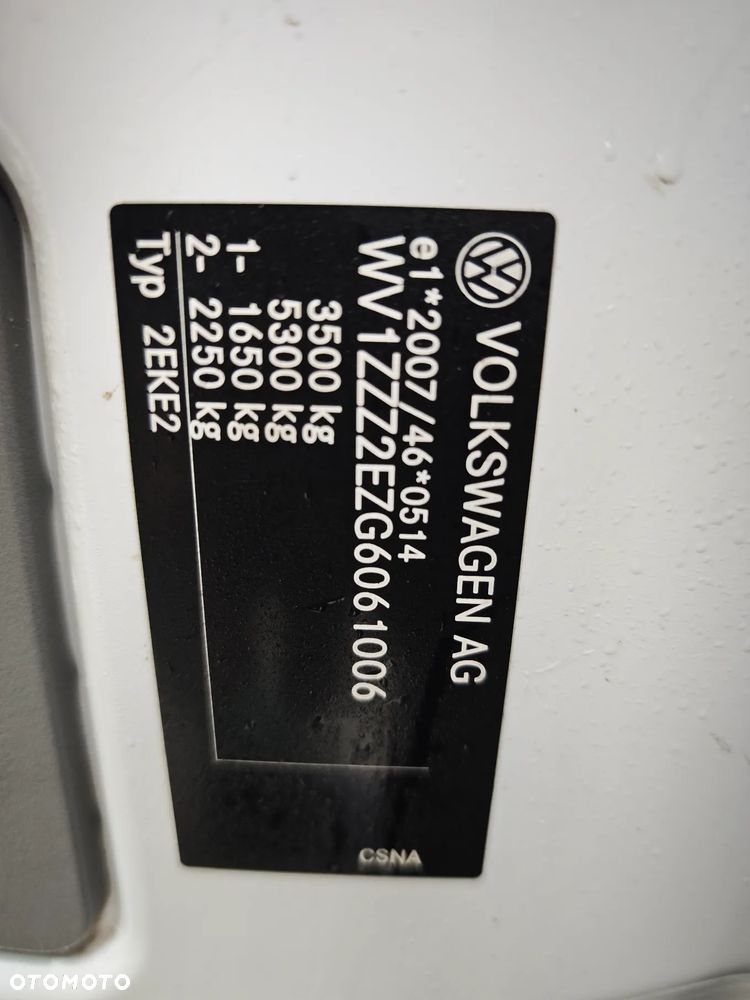 VOLKSWAGEN AG
e1*2007/46*0514
WV1ZZZ2EZG6061006
3500 kg
5300 kg
1- 1650 kg
2- 2250 kg
Typ 2EKE2
CSNA
OTOMOTO